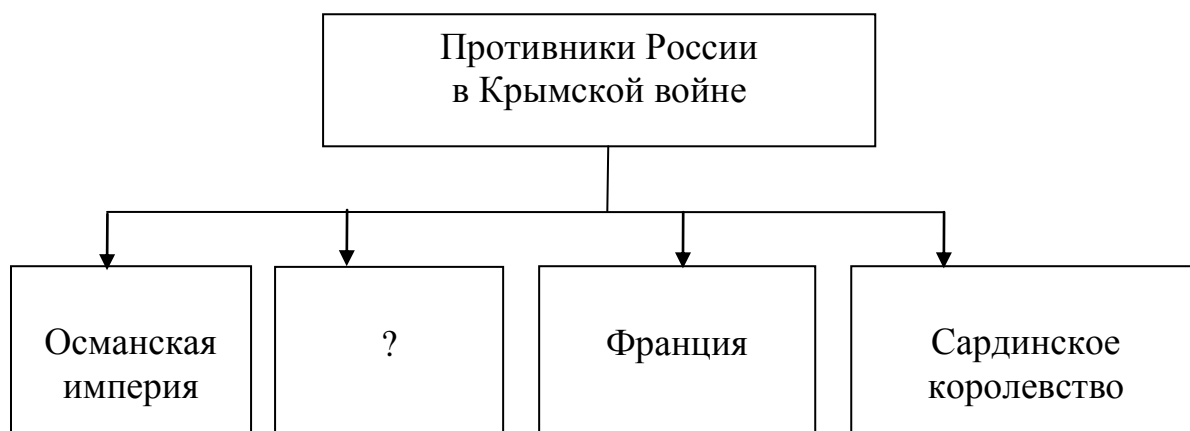 Противники России
в Крымской войне
Османская
империя
?
Франция
Сардинское
королевство